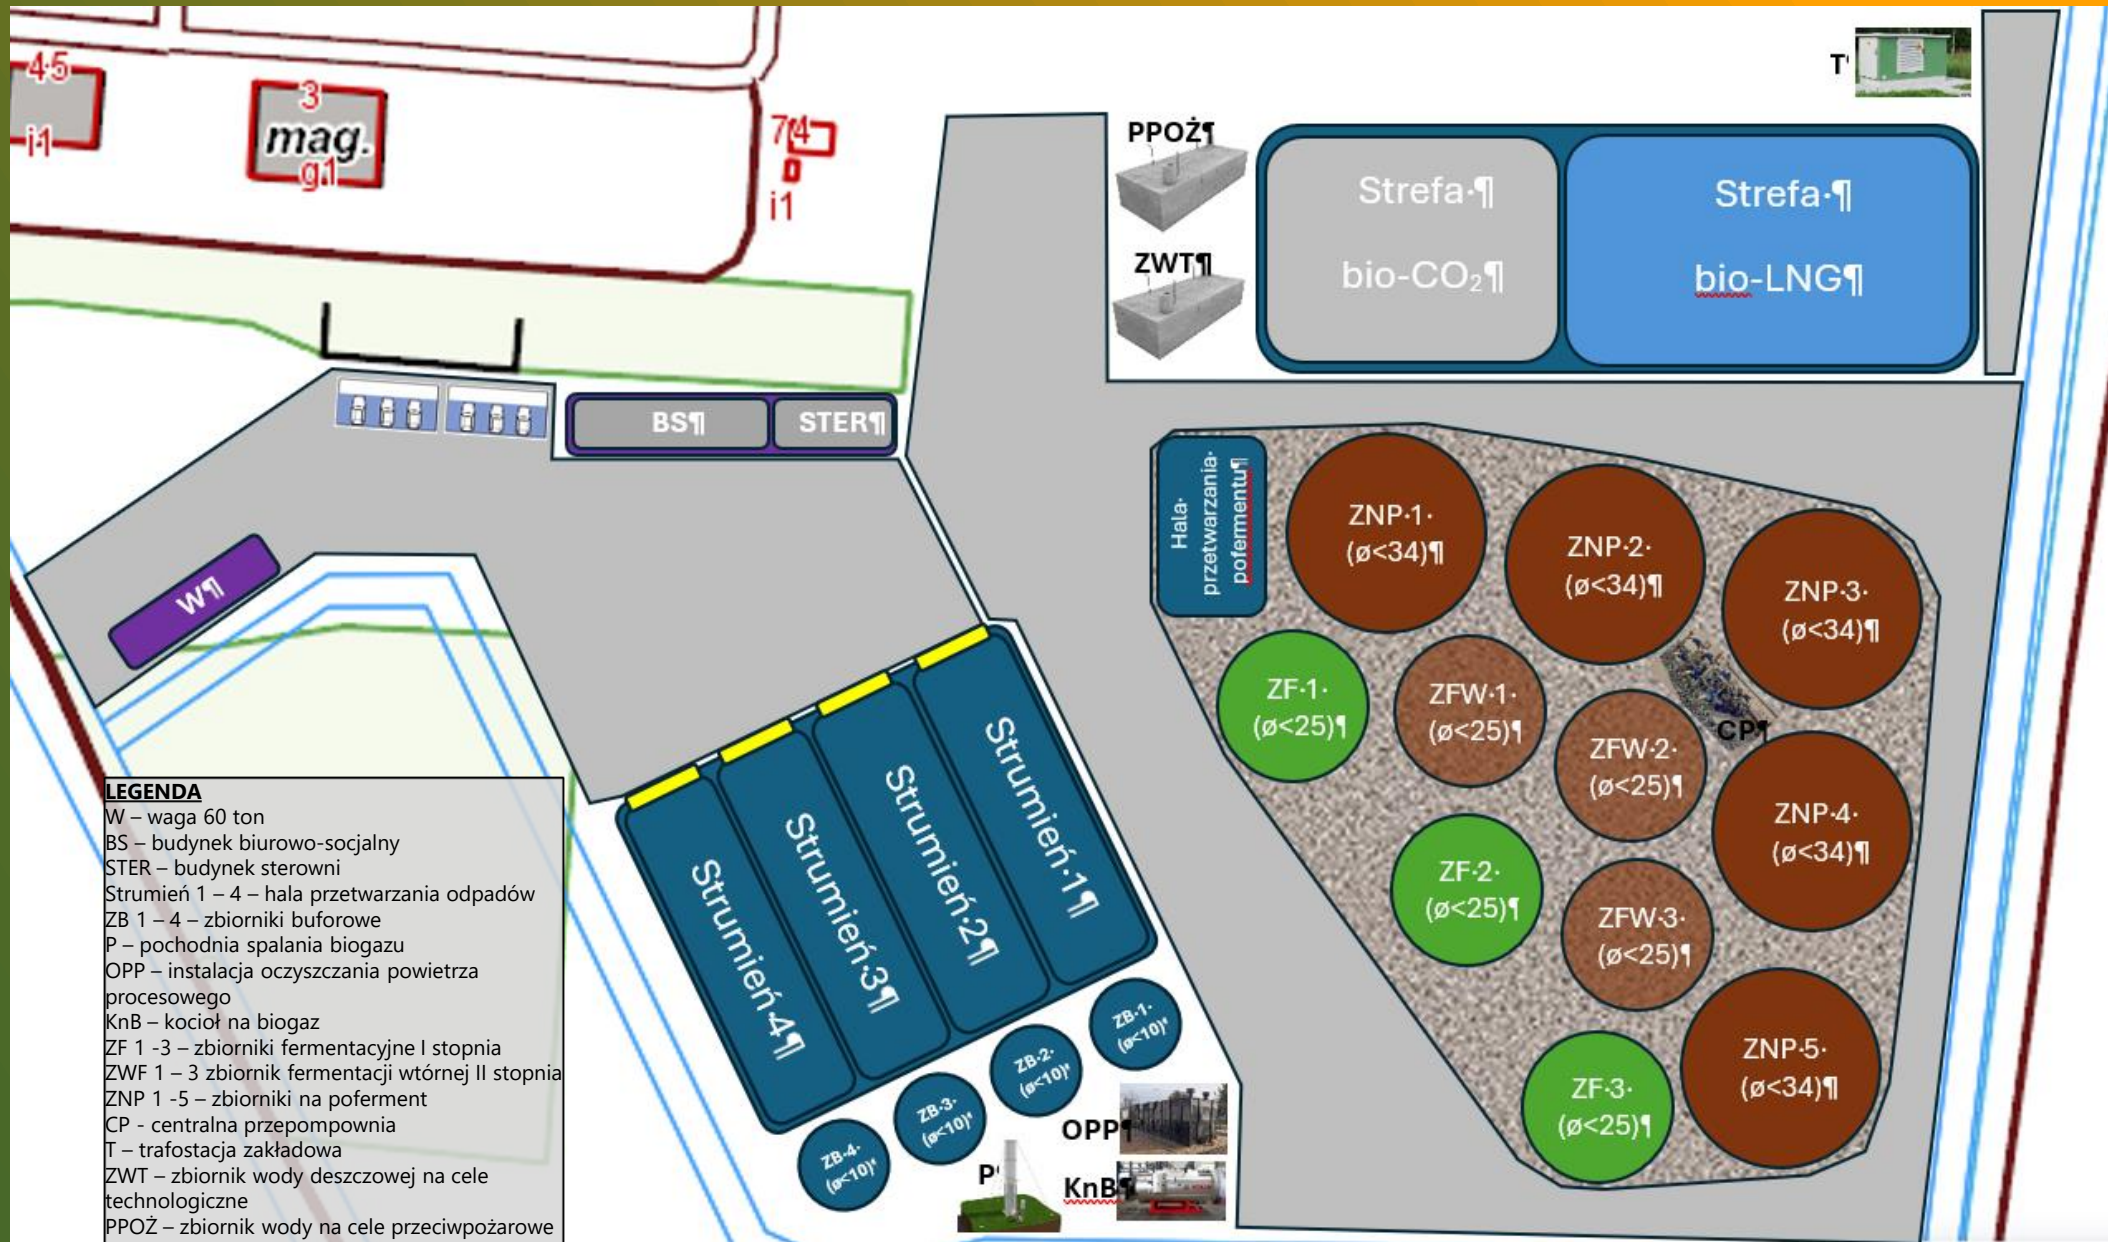 45
i1
3
mag.
g1
74
i1
T
PPOŻ¶
ZWT¶
Strefa·¶
bio-CO₂¶
Strefa·¶
bio-LNG¶
BS¶
STER¶
W¶
Hala·
przetwarzania·
pofermentu¶
ZNP·1·
(ø<34)¶
ZNP·2·
(ø<34)¶
ZNP·3·
(ø<34)¶
ZF·1·
(ø<25)¶
ZFW·1·
(ø<25)¶
ZFW·2·
(ø<25)¶
CP¶
ZNP·4·
(ø<34)¶
ZF·2·
(ø<25)¶
ZFW·3·
(ø<25)¶
ZNP·5·
(ø<34)¶
ZF·3·
(ø<25)¶
Strumień·1¶
Strumień·2¶
Strumień·3¶
Strumień·4¶
ZB·1·
(ø<10)¶
ZB·2·
(ø<10)¶
ZB·3·
(ø<10)¶
ZB·4·
(ø<10)¶
OPP¶
P
KnB¶
LEGENDA
W – waga 60 ton
BS – budynek biurowo-socjalny
STER – budynek sterowni
Strumień 1 – 4 – hala przetwarzania odpadów
ZB 1 – 4 – zbiorniki buforowe
P – pochodnia spalania biogazu
OPP – instalacja oczyszczania powietrza
procesowego
KnB – kocioł na biogaz
ZF 1 -3 – zbiorniki fermentacyjne I stopnia
ZWF 1 – 3 zbiornik fermentacji wtórnej II stopnia
ZNP 1 -5 – zbiorniki na poferment
CP - centralna przepompownia
T – trafostacja zakładowa
ZWT – zbiornik wody deszczowej na cele
technologiczne
PPOŻ – zbiornik wody na cele przeciwpożarowe